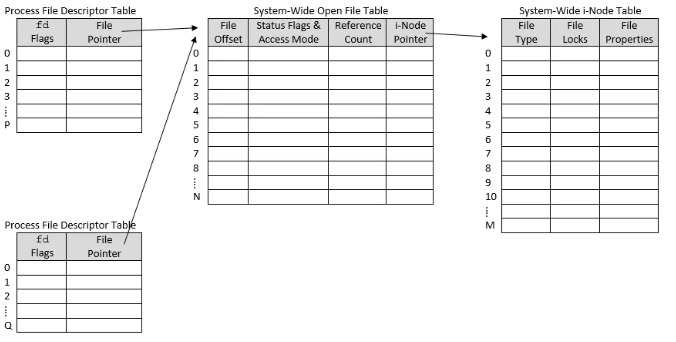 Process File Descriptor Table
fd Flags
File Pointer
0
1
2
3
⋮
P
System-Wide Open File Table
File Offset
Status Flags & Access Mode
Reference Count
i-Node Pointer
0
1
2
3
4
5
6
7
8
⋮
N
System-Wide i-Node Table
File Type
File Locks
File Properties
0
1
2
3
4
5
6
7
8
9
10
⋮
M
Process File Descriptor Table
fd Flags
File Pointer
0
1
2
⋮
Q